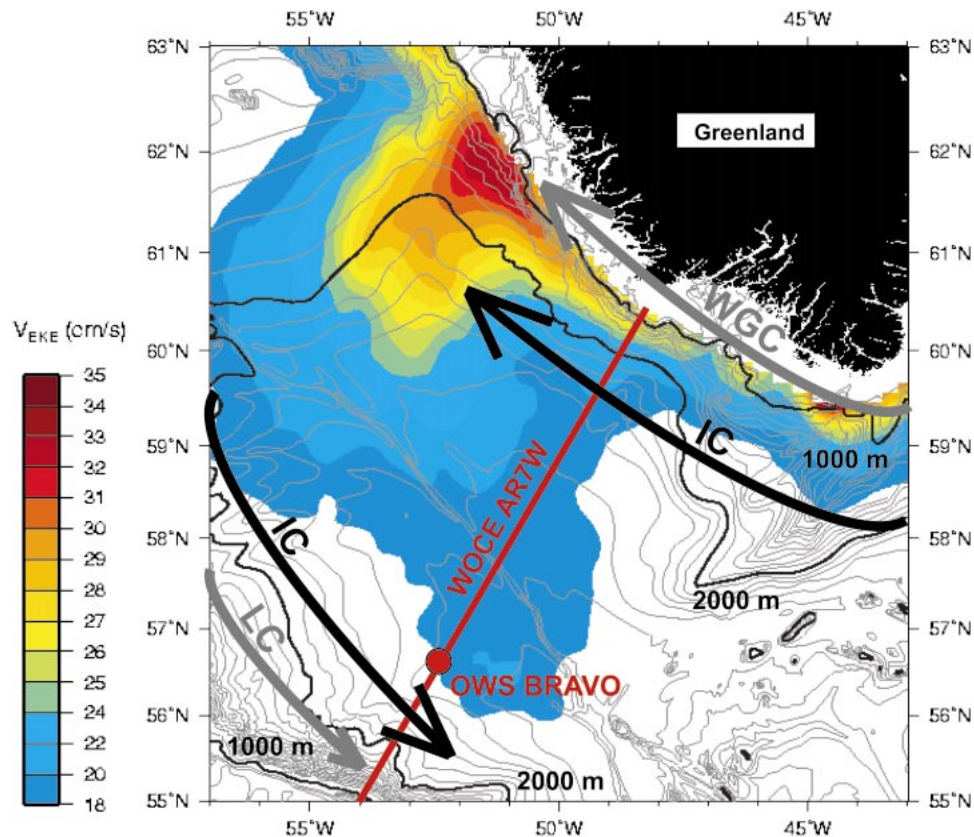 55°W 50°W 45°W
63°N 63°N
62°N 62°N
Greenland
61°N 61°N
WGC
60°N 60°N
V_EKE (cm/s)
35
34
33
32
31
30
29
28
27
26
25
24
22
20
18
59°N 59°N
IC
1000 m
WOCE AR7W
IC
58°N 58°N
2000 m
LC
57°N 57°N
OWS BRAVO
56°N 56°N
1000 m
2000 m
55°N 55°N
55°W 50°W 45°W